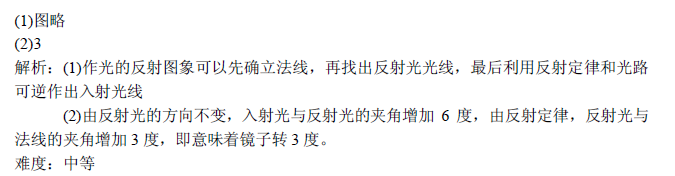 (1)图略
(2)3
解析：(1)作光的反射图象可以先确立法线，再找出反射光光线，最后利用反射定律和光路
可逆作出入射光线
(2)由反射光的方向不变，入射光与反射光的夹角增加 6 度，由反射定律，反射光与
法线的夹角增加 3 度，即意味着镜子转 3 度。
难度：中等